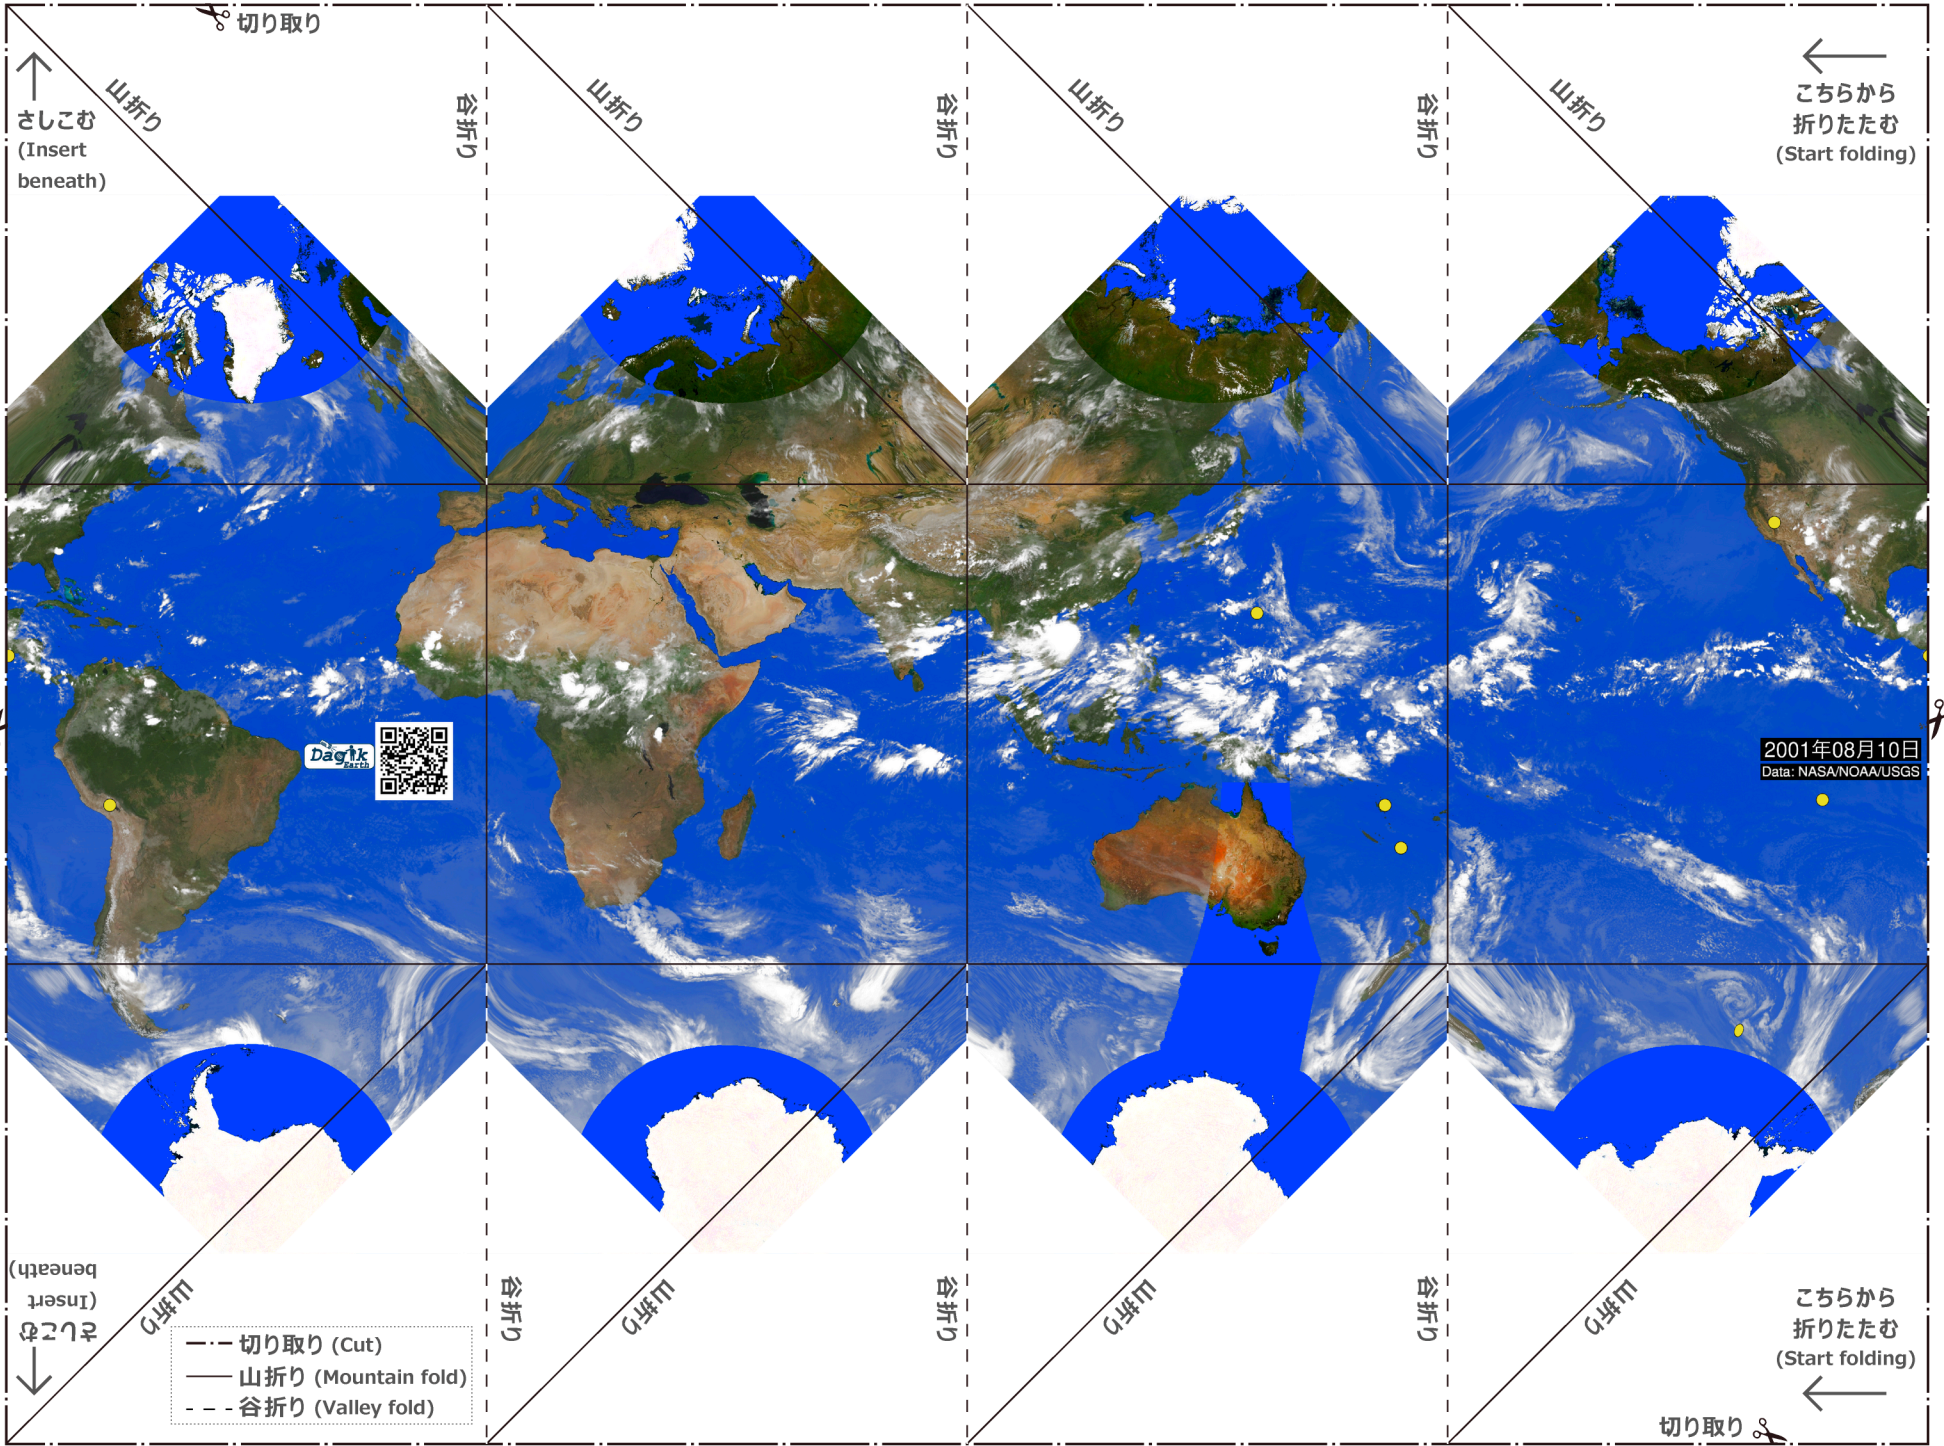 切り取り
山折り
谷折り
山折り
谷折り
山折り
谷折り
山折り
さしこむ
(Insert
beneath)
こちらから
折りたたむ
(Start folding)
Dagik
Earth
2001年08月10日
Data: NASA/NOAA/USGS
さしこむ
(Insert
beneath)
山折り
谷折り
山折り
谷折り
山折り
谷折り
山折り
切り取り (Cut)
山折り (Mountain fold)
谷折り (Valley fold)
こちらから
折りたたむ
(Start folding)
切り取り